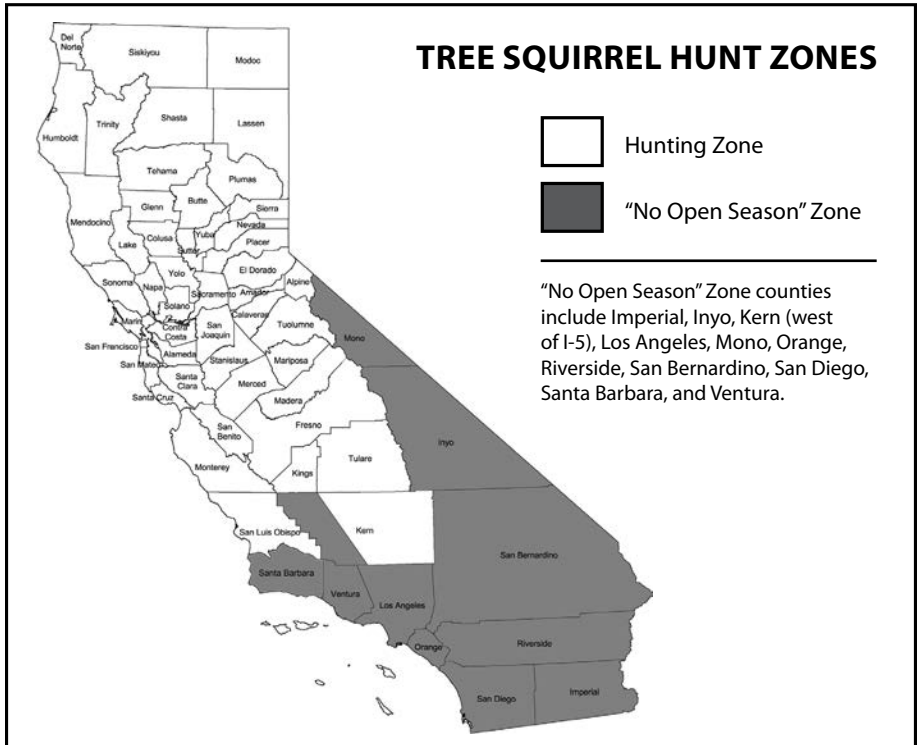 TREE SQUIRREL HUNT ZONES
Hunting Zone
“No Open Season” Zone
“No Open Season” Zone counties
include Imperial, Inyo, Kern (west
of I-5), Los Angeles, Mono, Orange,
Riverside, San Bernardino, San Diego,
Santa Barbara, and Ventura.
Del
Norte
Siskiyou
Modoc
Humboldt
Trinity
Shasta
Lassen
Tehama
Plumas
Mendocino
Glenn
Butte
Sierra
Nevada
Lake
Colusa
Sutter
Yuba
Placer
Sonoma
Napa
Yolo
El Dorado
Alpine
Solano
Sacramento
Amador
Marin
Contra
Costa
San
Joaquin
Calaveras
Tuolumne
Mono
San Francisco
San Mateo
Alameda
Stanislaus
Mariposa
Santa
Clara
Merced
Santa Cruz
Madera
San
Benito
Fresno
Inyo
Monterey
Kings
Tulare
San Luis Obispo
Kern
San Bernardino
Santa Barbara
Ventura
Los Angeles
Orange
Riverside
San Diego
Imperial